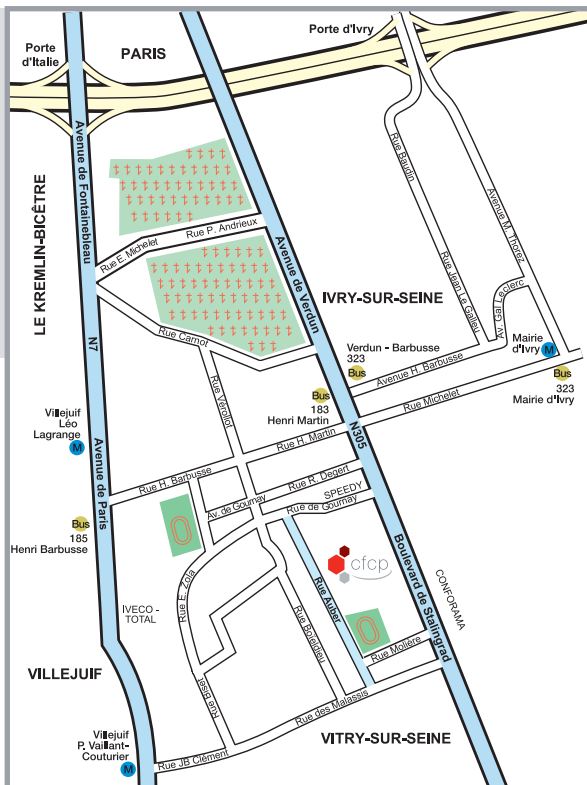 Porte
d'Italie
PARIS
Porte d'Ivry
Avenue de Fontainebleau
LE KREMLIN-BICÊTRE
Rue E. Michelet
Rue P. Andrieux
Avenue de Verdun
Rue Baudin
Avenue M. Thorez
IVRY-SUR-SEINE
Rue Jean Le Galleu
Av. Gal Leclerc
N7
Rue Carnot
Verdun - Barbusse
323
Bus
Mairie
d'Ivry
M
Avenue H. Barbusse
Bus
323
Mairie d'Ivry
Rue Vérollot
Bus
183
Henri Martin
Rue Michelet
Villejuif
Léo
Lagrange
M
Avenue de Paris
N305
Rue H. Martin
Rue H. Barbusse
Rue R. Degert
SPEEDY
Av. de Gournay
Rue de Gournay
Bus
185
Henri Barbusse
cfcp
Rue Auber
Boulevard de Stalingrad
CONFORAMA
Rue E. Zola
IVECO -
TOTAL
Rue Boieldieu
Rue Molière
VILLEJUIF
Rue Bizet
Rue des Malassis
VITRY-SUR-SEINE
Villejuif
P. Vaillant-
Couturier
M
Rue JB Clément